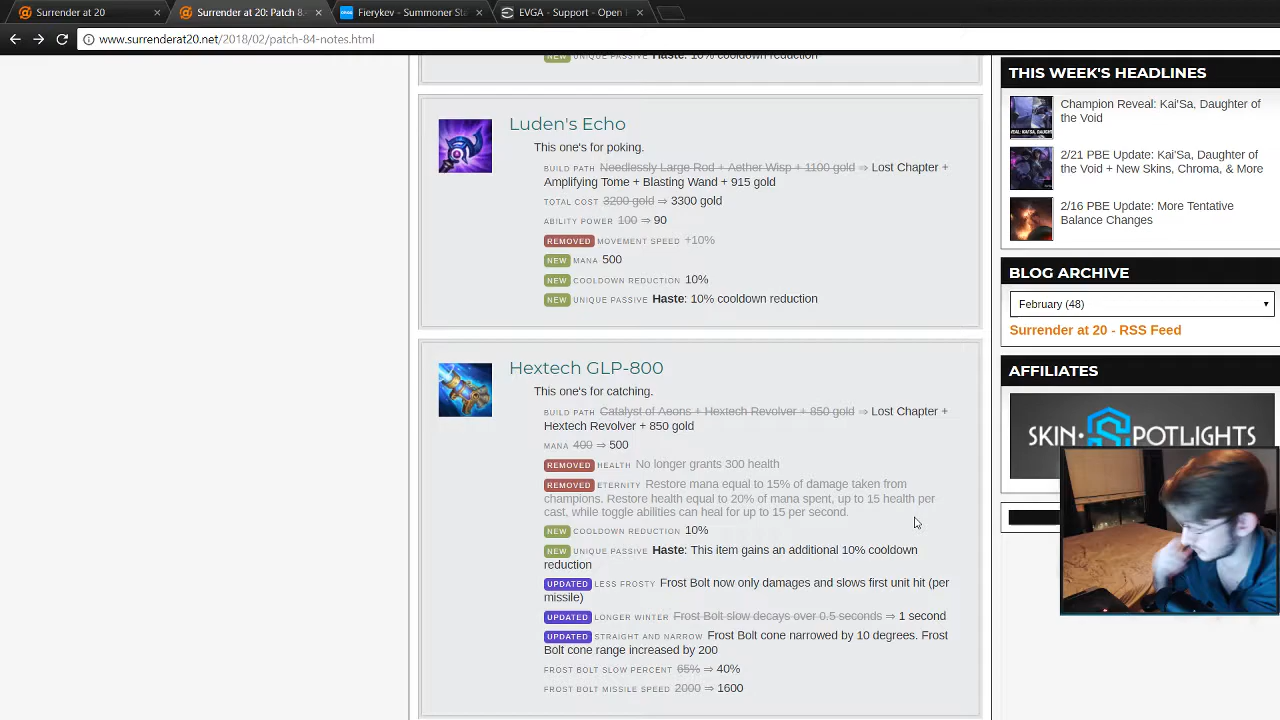 Surrender at 20
Surrender at 20: Patch 8.
Fierykev - Summoner Sta
EVGA - Support - Open
www.surrenderat20.net/2018/02/patch-84-notes.html
NEW UNIQUE PASSIVE Haste: 10% cooldown reduction
Luden's Echo
This one's for poking.
BUILD PATH Needlessly Large Rod + Aether Wisp + 1100 gold ⇒ Lost Chapter +
Amplifying Tome + Blasting Wand + 915 gold
TOTAL COST 3200 gold ⇒ 3300 gold
ABILITY POWER 100 ⇒ 90
REMOVED MOVEMENT SPEED +10%
NEW MANA 500
NEW COOLDOWN REDUCTION 10%
NEW UNIQUE PASSIVE Haste: 10% cooldown reduction
Hextech GLP-800
This one's for catching.
BUILD PATH Catalyst of Aeons + Hextech Revolver + 850 gold ⇒ Lost Chapter +
Hextech Revolver + 850 gold
MANA 400 ⇒ 500
REMOVED HEALTH No longer grants 300 health
REMOVED ETERNITY Restore mana equal to 15% of damage taken from
champions. Restore health equal to 20% of mana spent, up to 15 health per
cast, while toggle abilities can heal for up to 15 per second.
NEW COOLDOWN REDUCTION 10%
NEW UNIQUE PASSIVE Haste: This item gains an additional 10% cooldown
reduction
UPDATED LESS FROSTY Frost Bolt now only damages and slows first unit hit (per
missile)
UPDATED LONGER WINTER Frost Bolt slow decays over 0.5 seconds ⇒ 1 second
UPDATED STRAIGHT AND NARROW Frost Bolt cone narrowed by 10 degrees. Frost
Bolt cone range increased by 200
FROST BOLT SLOW PERCENT 65% ⇒ 40%
FROST BOLT MISSILE SPEED 2000 ⇒ 1600
THIS WEEK'S HEADLINES
Champion Reveal: Kai'Sa, Daughter of
the Void
2/21 PBE Update: Kai'Sa, Daughter of
the Void + New Skins, Chroma, & More
2/16 PBE Update: More Tentative
Balance Changes
BLOG ARCHIVE
February (48)
Surrender at 20 - RSS Feed
AFFILIATES
SKIN SPOTLIGHTS